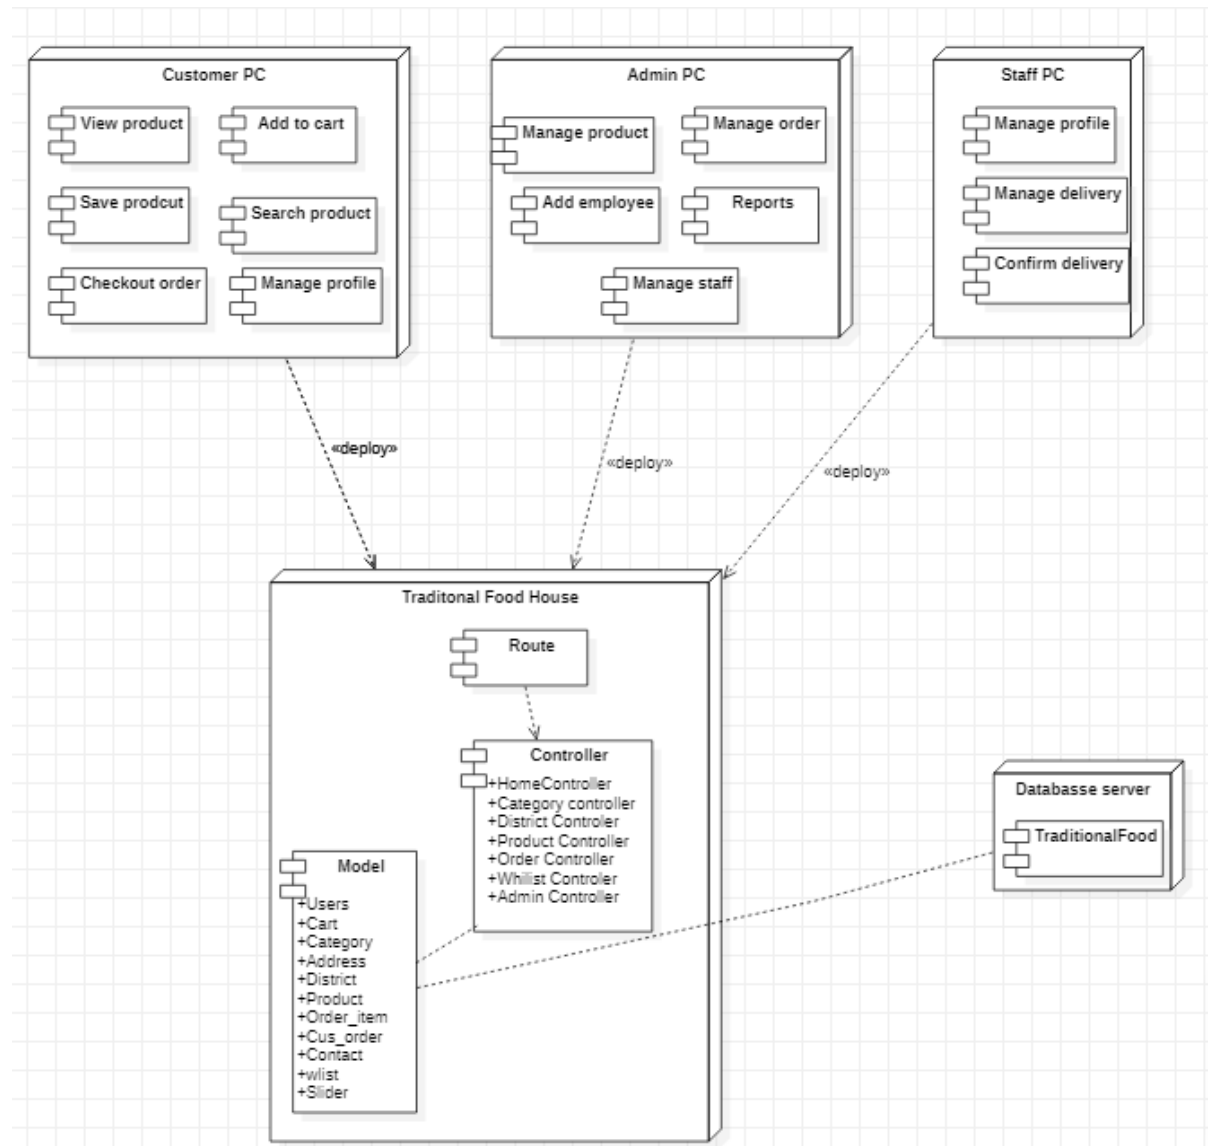 Customer PC
View product
Add to cart
Save prodcut
Search product
Checkout order
Manage profile
Admin PC
Manage product
Manage order
Add employee
Reports
Manage staff
Staff PC
Manage profile
Manage delivery
Confirm delivery
«deploy»
«deploy»
«deploy»
Traditonal Food House
Route
Controller
+HomeController
+Category controller
+District Controler
+Product Controller
+Order Controller
+Whilist Controler
+Admin Controller
Model
+Users
+Cart
+Category
+Address
+District
+Product
+Order_item
+Cus_order
+Contact
+wlist
+Slider
Databasse server
TraditionalFood